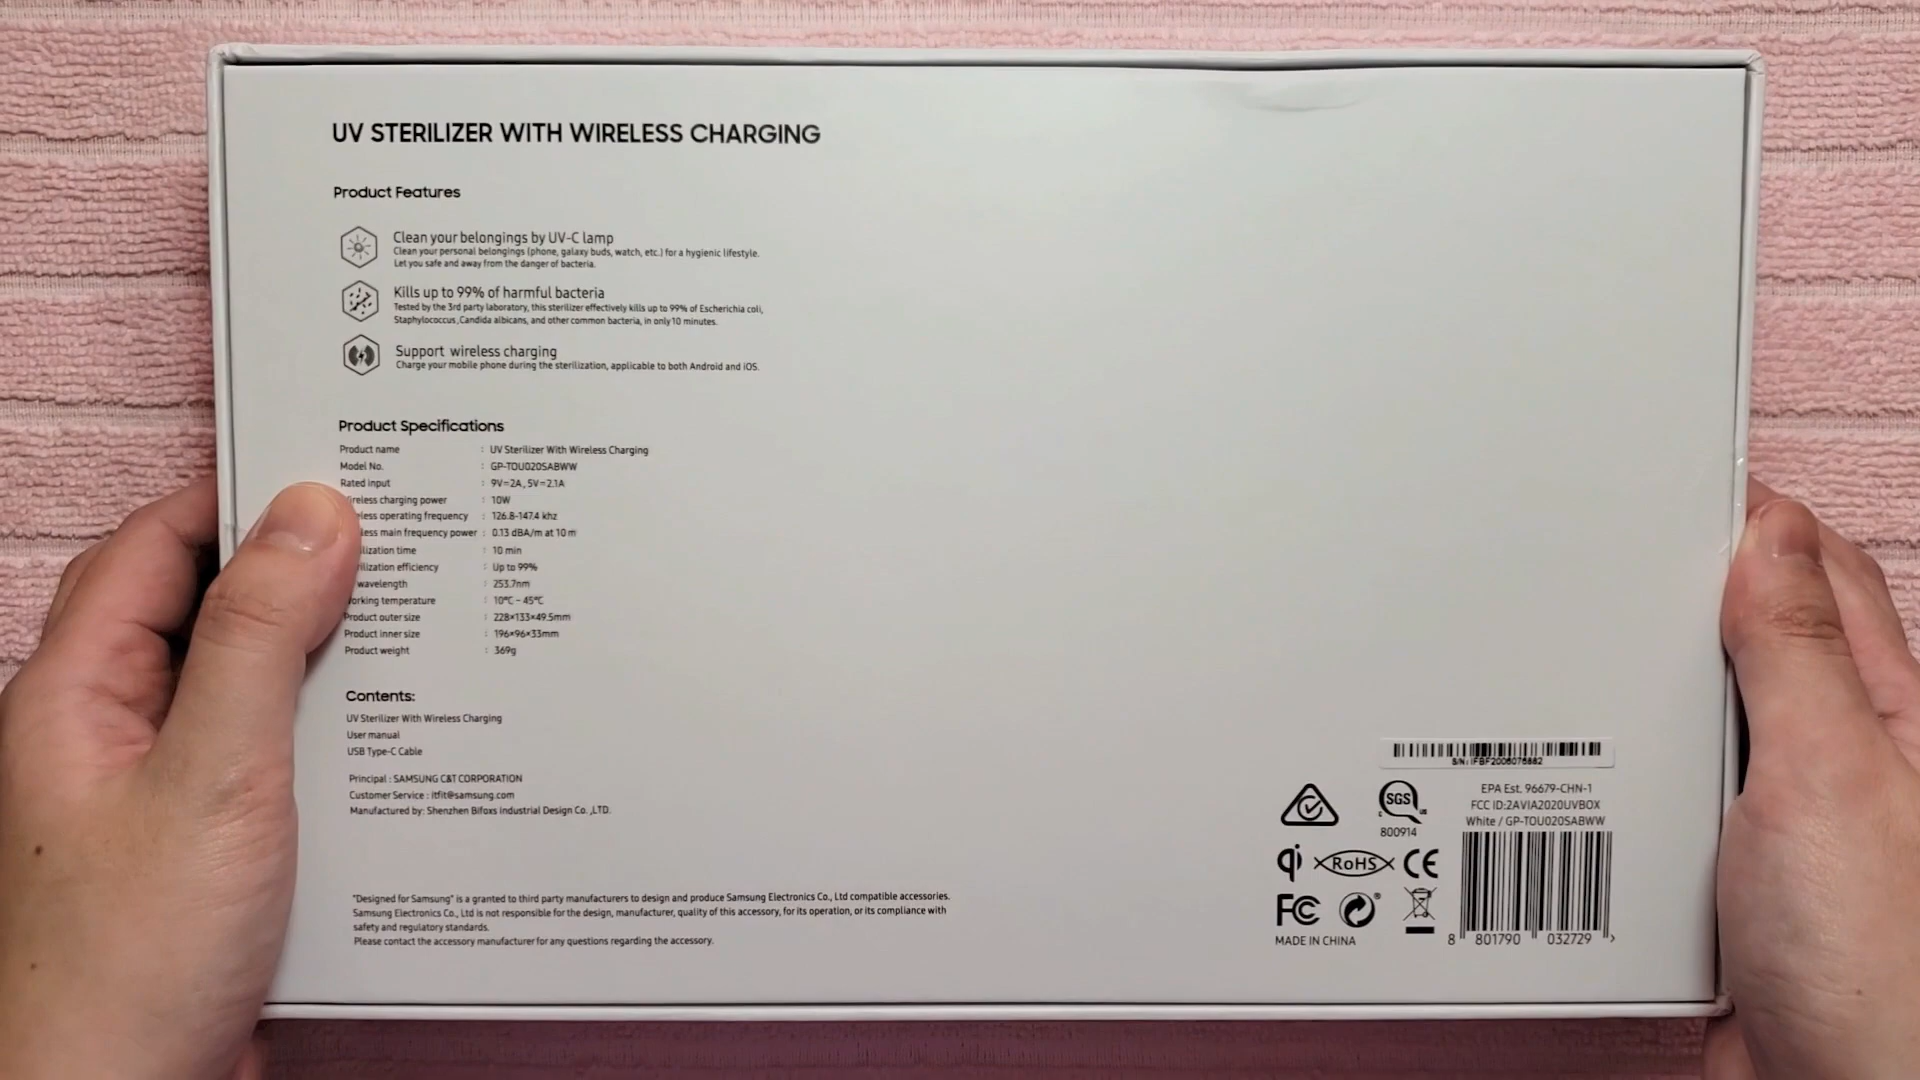 UV STERILIZER WITH WIRELESS CHARGING
Product Features
Clean your belongings by UV-C lamp
Clean your personal belongings (phone, galaxy buds, watch, etc.) for a hygienic lifestyle.
Let you safe and away from the danger of bacteria.
Kills up to 99% of harmful bacteria
Tested by the 3rd party laboratory, this sterilizer effectively kills up to 99% of Escherichia coli,
Staphylococcus,Candida albicans, and other common bacteria, in only 10 minutes.
Support wireless charging
Charge your mobile phone during the sterilization, applicable to both Android and iOS.
Product Specifications
Product name : UV Sterilizer With Wireless Charging
Model No. : GP-TOU020SABWW
Rated input : 9V=2A, 5V=2.1A
ireless charging power : 10W
eless operating frequency : 126.8-147.4 khz
less main frequency power : 0.13 dBA/m at 10 m
ilization time : 10 min
rilization efficiency : Up to 99%
wavelength : 253.7nm
orking temperature : 10℃ - 45℃
Product outer size : 228×133×49.5mm
Product inner size : 196×96×33mm
Product weight : 369g
Contents:
UV Sterilizer With Wireless Charging
User manual
USB Type-C Cable
Principal : SAMSUNG C&T CORPORATION
Customer Service : itfit@samsung.com
Manufactured by: Shenzhen Bifoxs industrial Design Co. ,LTD.
"Designed for Samsung" is a granted to third party manufacturers to design and produce Samsung Electronics Co., Ltd compatible accessories.
Samsung Electronics Co., Ltd is not responsible for the design, manufacturer, quality of this accessory, for its operation, or its compliance with
safety and regulatory standards.
Please contact the accessory manufacturer for any questions regarding the accessory.
S/N: IFBF2006076882
SGS
C US
800914
EPA Est. 96679-CHN-1
FCC ID:2AVIA2020UVBOX
White / GP-TOU020SABWW
qi RoHS CE
FC
MADE IN CHINA
8 801790 032729 >